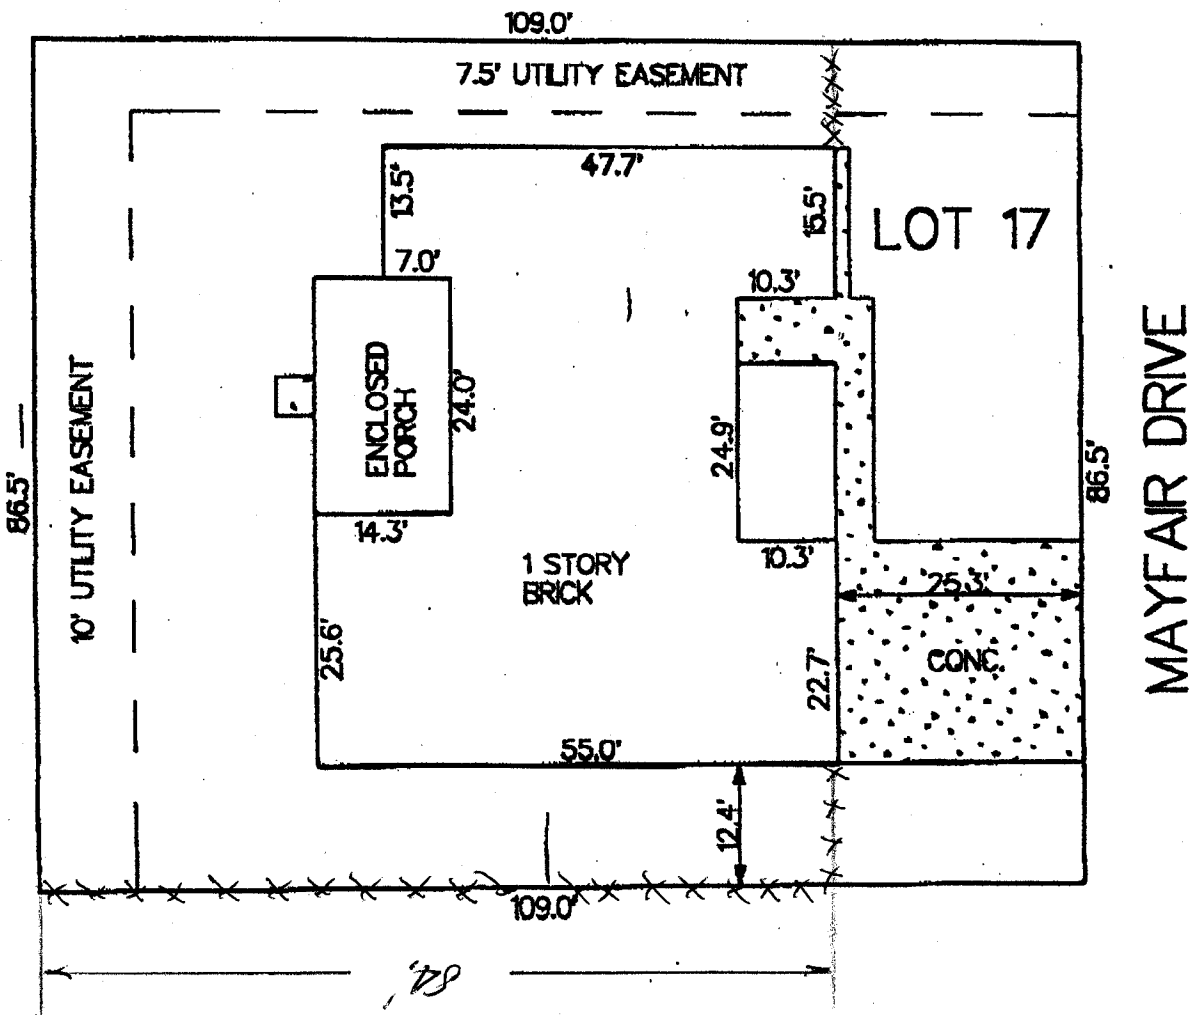 109.0'
7.5' UTILITY EASEMENT
47.7'
13.5'
15.5'
LOT 17
7.0'
10.3'
ENCLOSED
PORCH
24.0'
24.9'
10' UTILITY EASEMENT
86.5'
86.5'
MAYFAIR DRIVE
14.3'
10.3'
1 STORY
BRICK
25.3'
25.6'
22.7'
CONC.
55.0'
12.4'
109.0'
84'